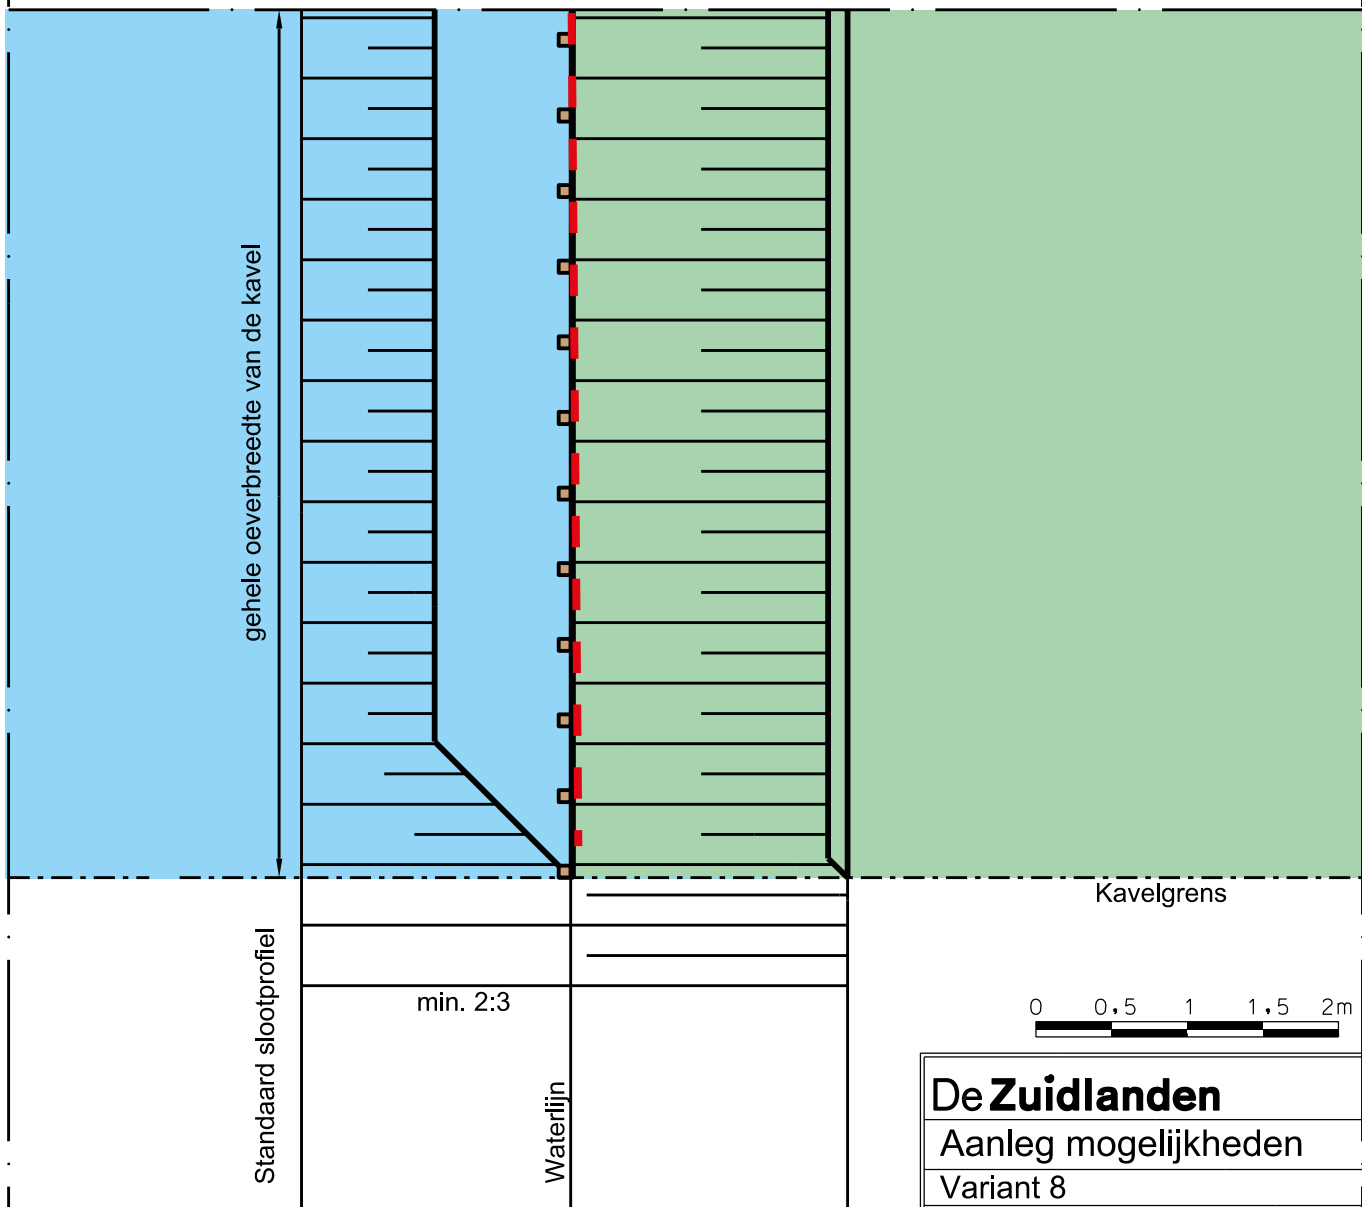 gehele oeverbreedte van de kavel
Kavelgrens
Standaard slootprofiel
min. 2:3
Waterlijn
0 0,5 1 1,5 2m
De Zuidlanden
Aanleg mogelijkheden
Variant 8